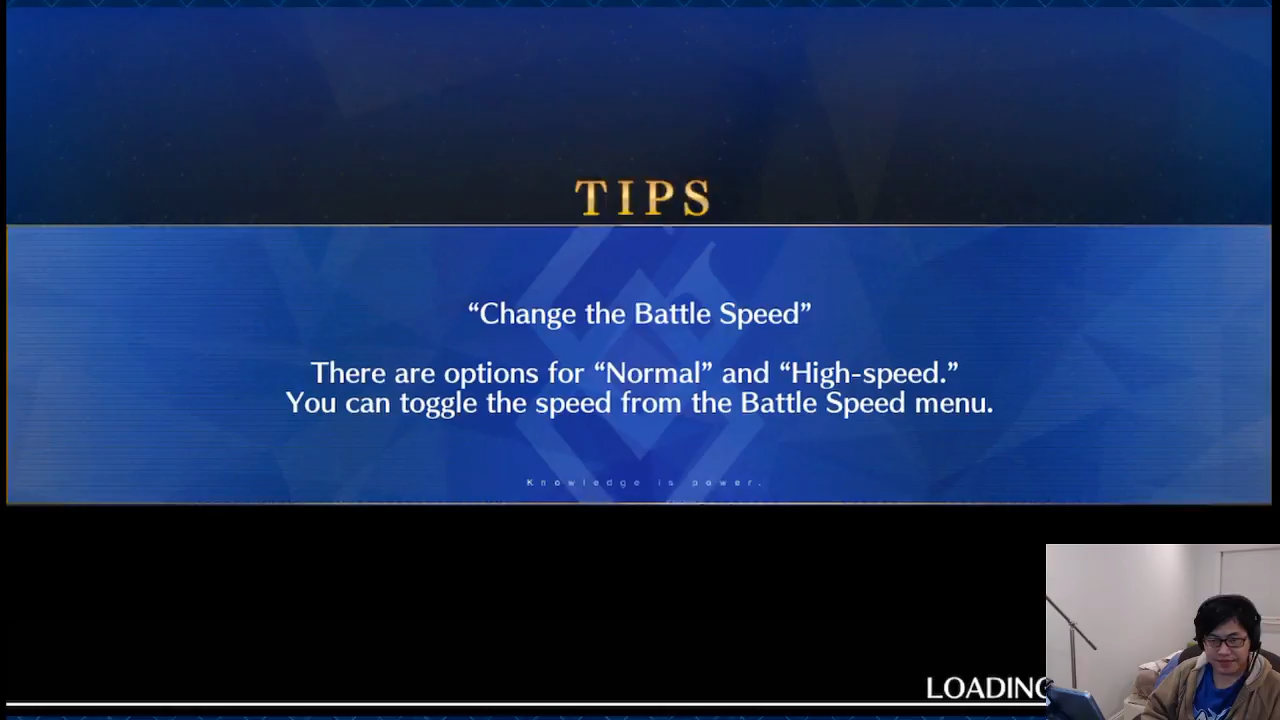 TIPS
“Change the Battle Speed”
There are options for “Normal” and “High-speed.”
You can toggle the speed from the Battle Speed menu.
Knowledge is power.
LOADING